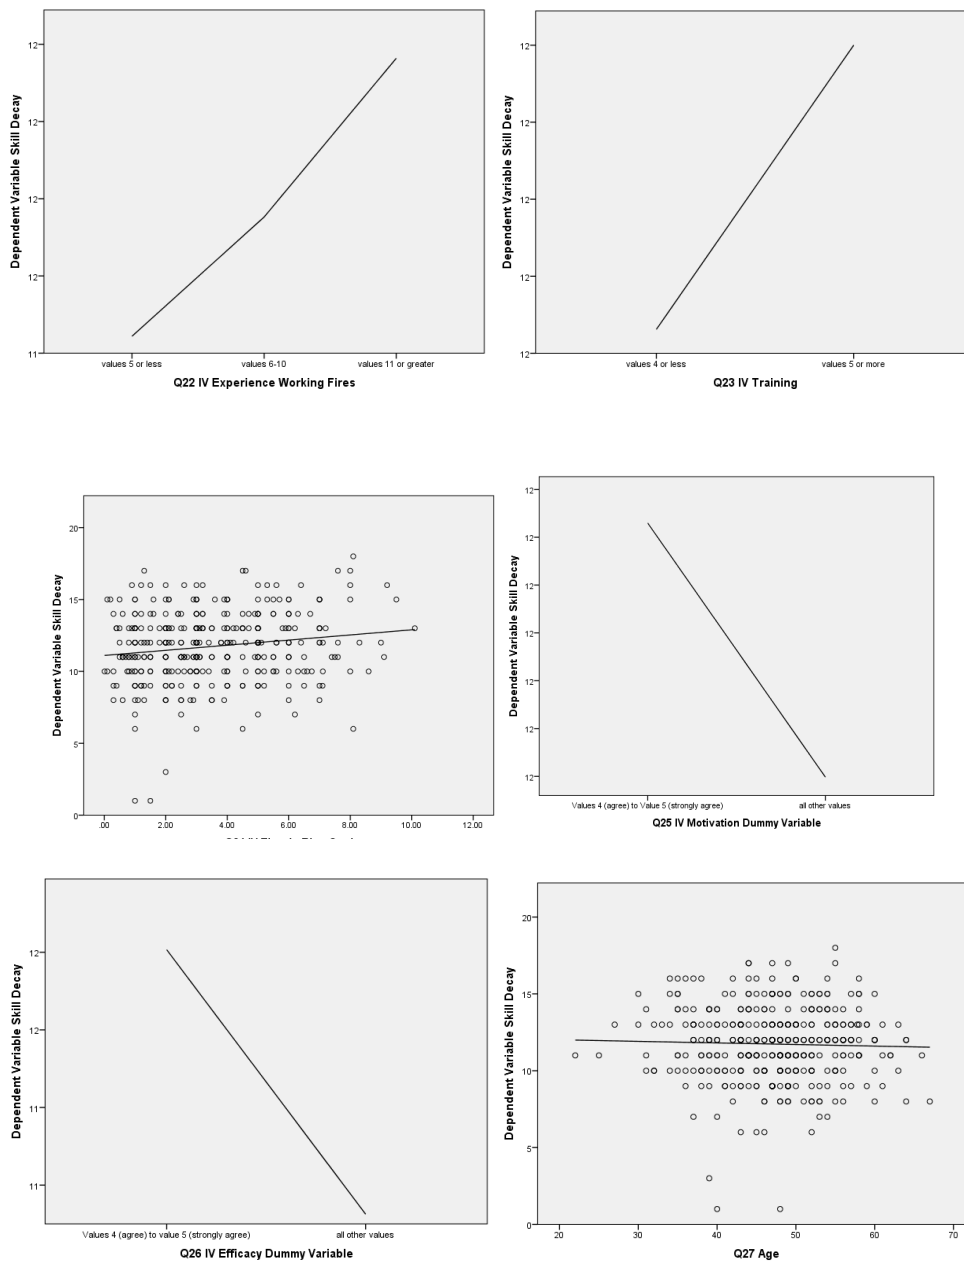 12
12
12
12
11
Dependent Variable Skill Decay
values 5 or less values 6-10 values 11 or greater
Q22 IV Experience Working Fires
12
12
12
12
12
Dependent Variable Skill Decay
values 4 or less values 5 or more
Q23 IV Training
20
15
10
5
0
Dependent Variable Skill Decay
.00 2.00 4.00 6.00 8.00 10.00 12.00
12
12
12
12
12
12
12
Dependent Variable Skill Decay
Values 4 (agree) to Value 5 (strongly agree) all other values
Q25 IV Motivation Dummy Variable
12
12
11
11
Dependent Variable Skill Decay
Values 4 (agree) to value 5 (strongly agree) all other values
Q26 IV Efficacy Dummy Variable
20
15
10
5
0
Dependent Variable Skill Decay
20 30 40 50 60 70
Q27 Age